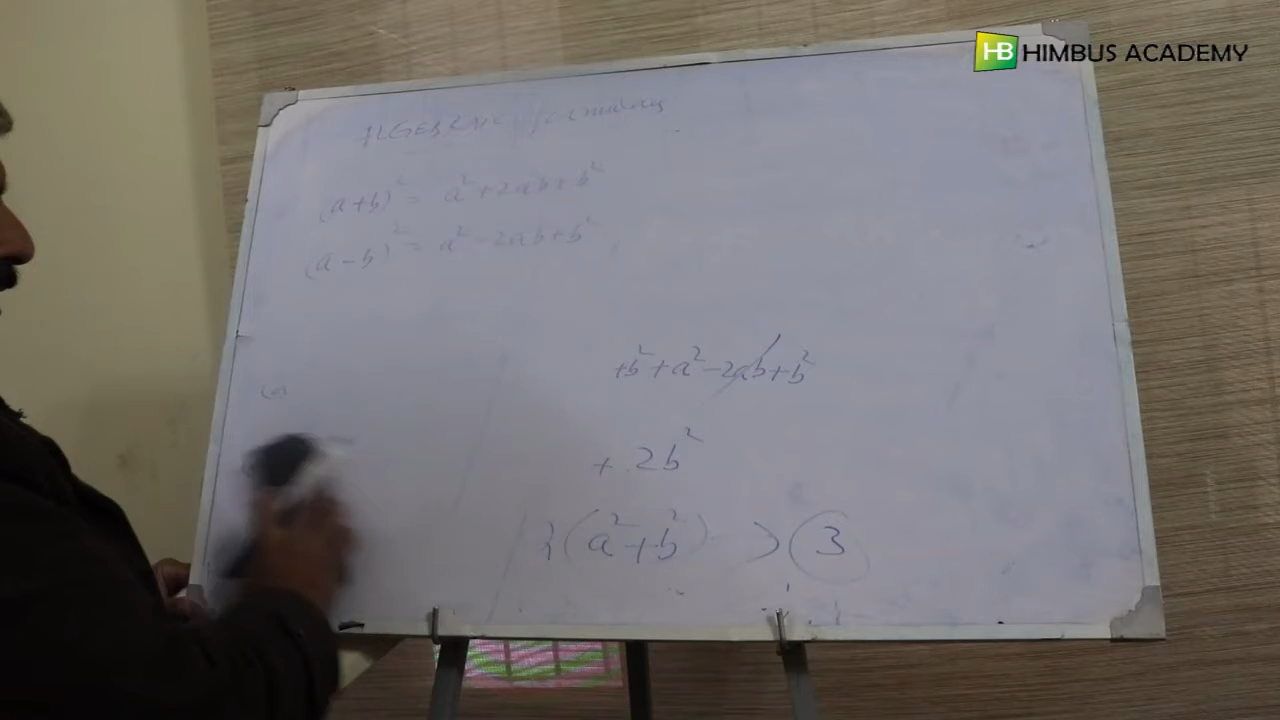 HB HIMBUS ACADEMY
ALGEBRAIC formulas
(a+b)² = a²+2ab+b²
(a-b)² = a²-2ab+b²
+b²+a²-2ab+b²
+ 2b²
2(a²+b²) > 3